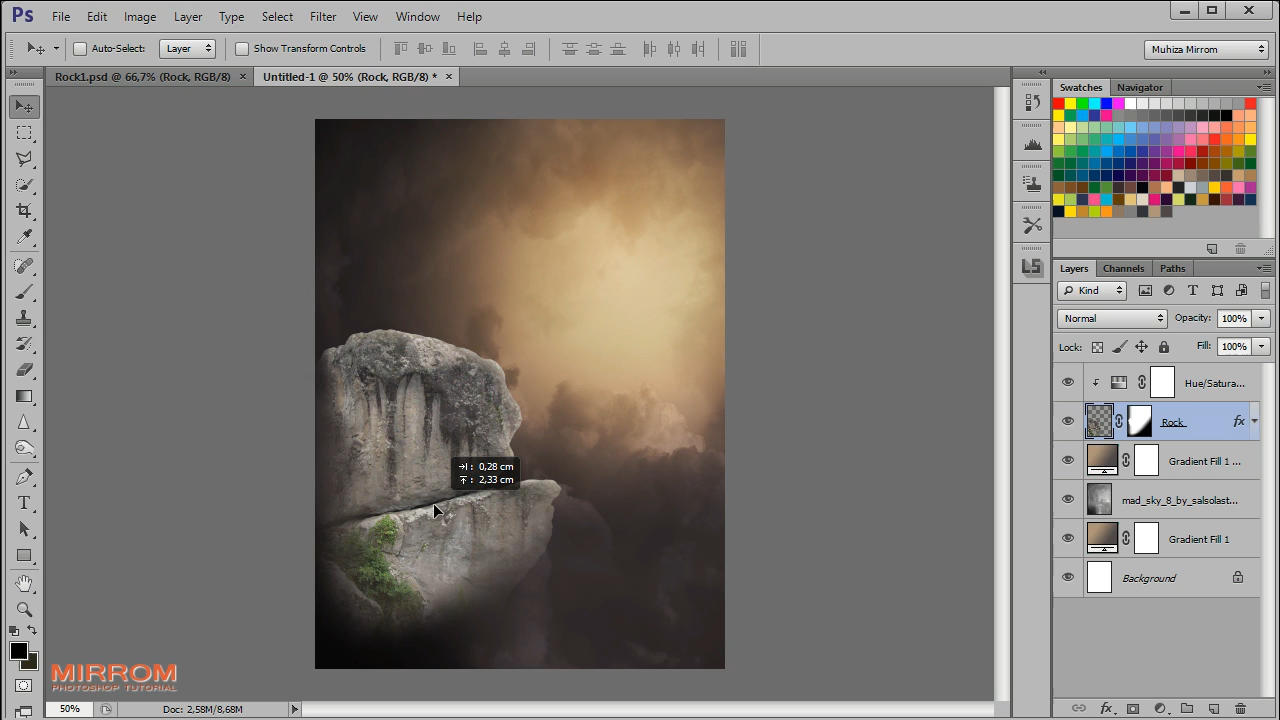 Ps File Edit Image Layer Type Select Filter View Window Help
Auto-Select: Layer Show Transform Controls Muhiza Mirrom
Rock1.psd @ 66,7% (Rock, RGB/8) × Untitled-1 @ 50% (Rock, RGB/8) * ×
Swatches Navigator
Layers Channels Paths
Kind
Normal Opacity: 100%
Lock: Fill: 100%
Hue/Satura...
Rock fx
Gradient Fill 1 ...
mad_sky_8_by_salsolast...
Gradient Fill 1
Background
: 0,28 cm
: 2,33 cm
T
MIRROM
PHOTOSHOP TUTORIAL
50% Doc: 2,58M/8,68M
fx